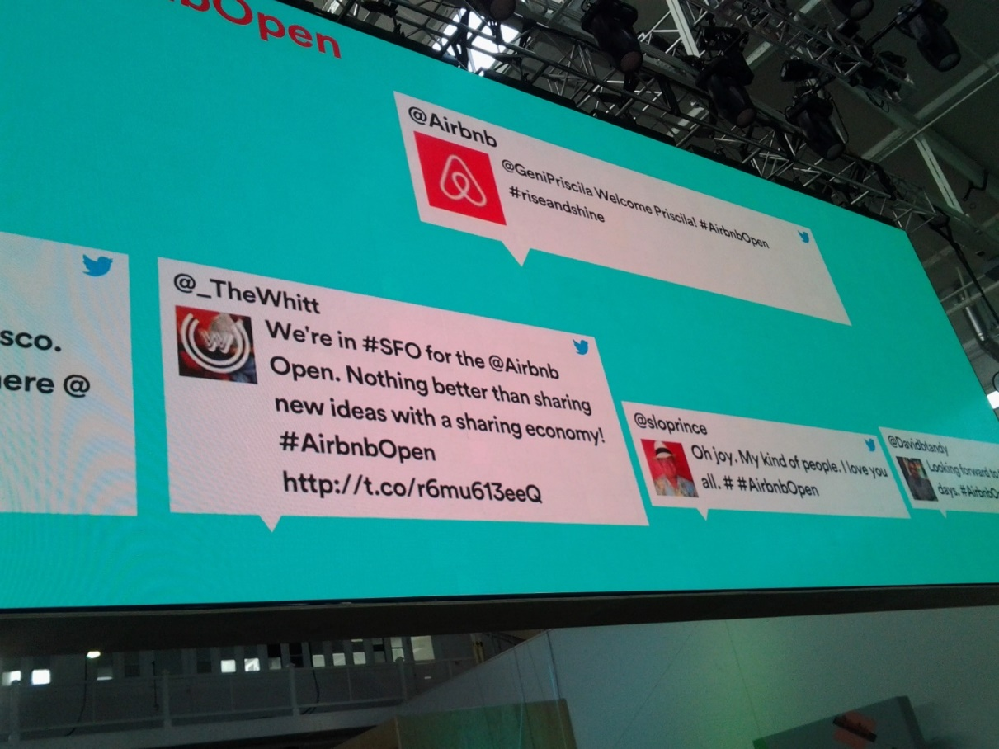 bOpen
@Airbnb
@GeniPriscila Welcome Priscila! #AirbnbOpen
#riseandshine
sco.
ere @
@_TheWhitt
We're in #SFO for the @Airbnb
Open. Nothing better than sharing
new ideas with a sharing economy!
#AirbnbOpen
http://t.co/r6mu613eeQ
@sloprince
Oh joy. My kind of people. I love you
all. # #AirbnbOpen
@Davidbtandy
Looking forward to
days. #AirbnbO